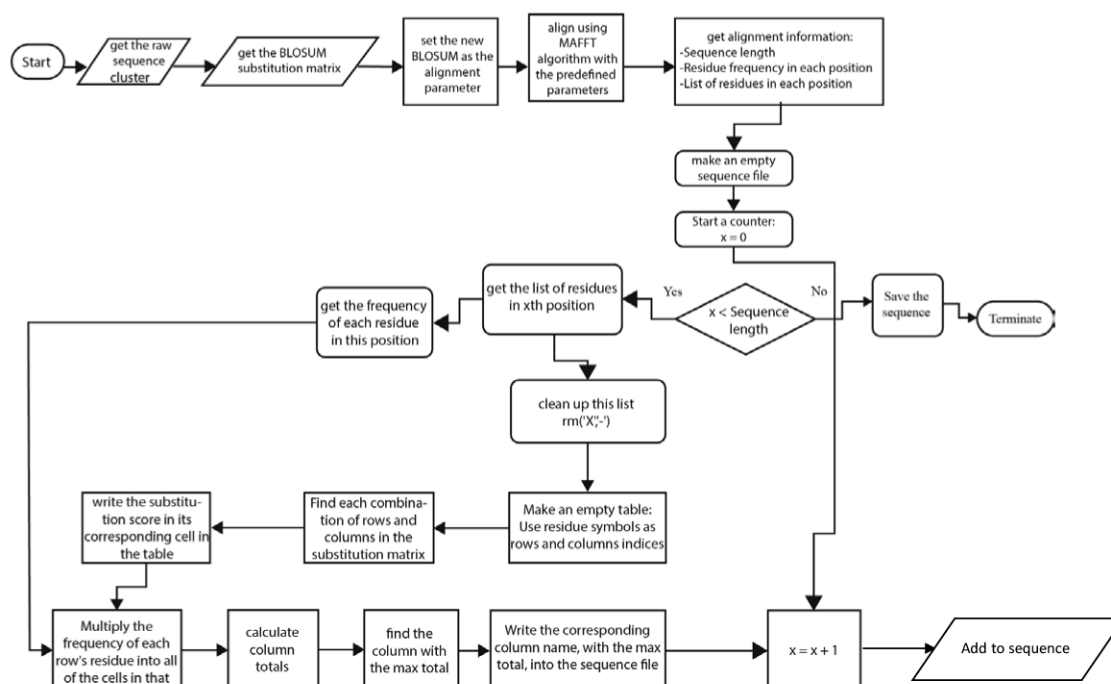 Start
get the raw
sequence
cluster
get the BLOSUM
substitution matrix
set the new
BLOSUM as the
alignment
parameter
align using
MAFFT
algorithm with
the predefined
parameters
get alignment information:
-Sequence length
-Residue frequency in each position
-List of residues in each position
make an empty
sequence file
Start a counter:
x = 0
x < Sequence
length
Yes
No
Save the
sequence
Terminate
get the list of residues
in xth position
get the frequency
of each residue
in this position
clean up this list
rm('X','-')
Make an empty table:
Use residue symbols as
rows and columns indices
Find each combina-
tion of rows and
columns in the
substitution matrix
write the substitu-
tion score in its
corresponding cell in
the table
Multiply the
frequency of each
row's residue into all
of the cells in that
calculate
column
totals
find the
column with
the max total
Write the corresponding
column name, with the max
total, into the sequence file
x = x + 1
Add to sequence